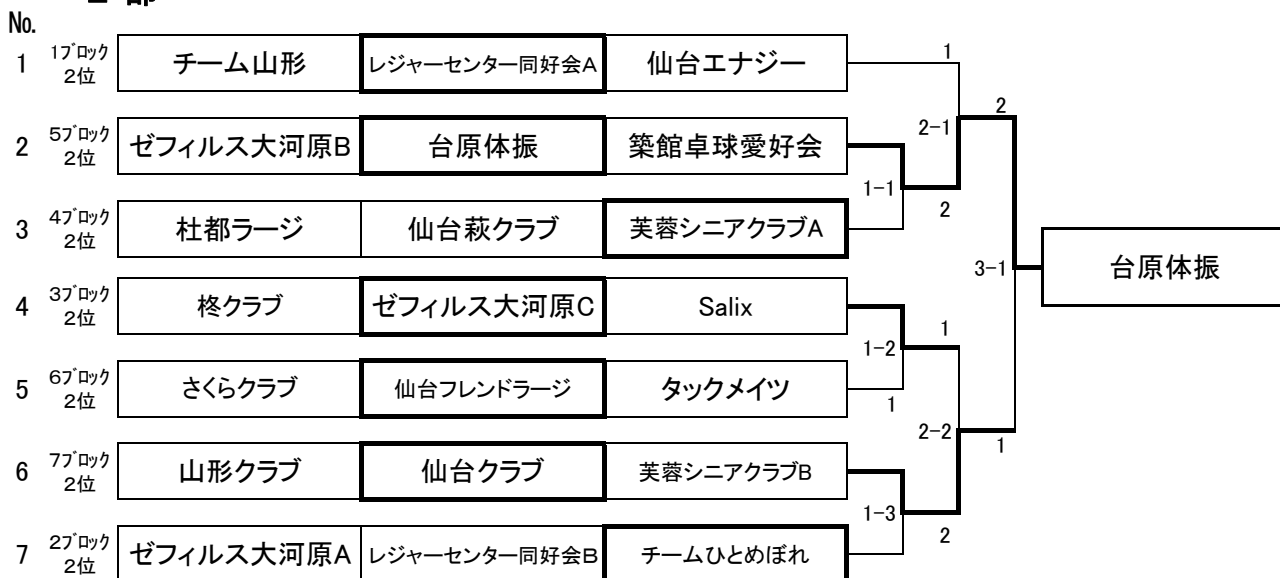 No.
1 1ブロック 2位 チーム山形 レジャーセンター同好会A 仙台エナジー 1
2
2 5ブロック 2位 ゼフィルス大河原B 台原体振 築館卓球愛好会 2-1
1-1
2
3 4ブロック 2位 杜都ラージ 仙台萩クラブ 芙蓉シニアクラブA
3-1 台原体振
4 3ブロック 2位 柊クラブ ゼフィルス大河原C Salix
1-2 1
5 6ブロック 2位 さくらクラブ 仙台フレンドラージ タックメイツ
1
2-2 1
6 7ブロック 2位 山形クラブ 仙台クラブ 芙蓉シニアクラブB
1-3
2
7 2ブロック 2位 ゼフィルス大河原A レジャーセンター同好会B チームひとめぼれ